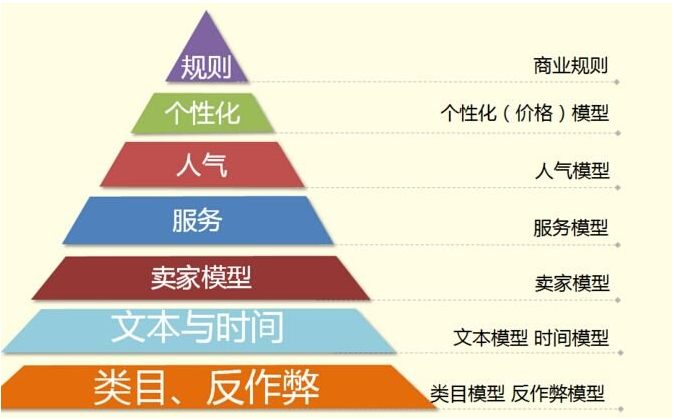 规则
商业规则
个性化
个性化（价格）模型
人气
人气模型
服务
服务模型
卖家模型
卖家模型
文本与时间
文本模型 时间模型
类目、反作弊
类目模型 反作弊模型